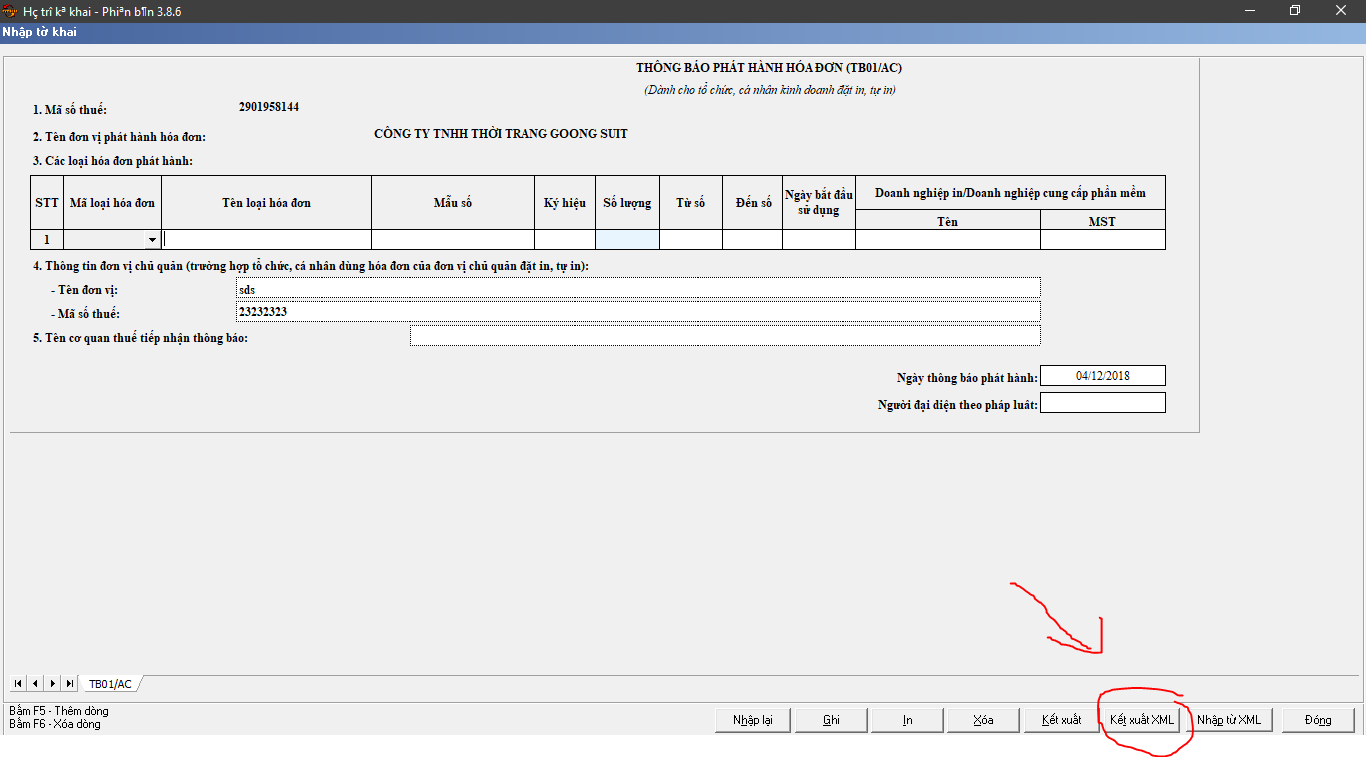 Hç trî kª khai - Phiªn b¶n 3.8.6
Nhập tờ khai
THÔNG BÁO PHÁT HÀNH HÓA ĐƠN (TB01/AC)
(Dành cho tổ chức, cá nhân kinh doanh đặt in, tự in)
1. Mã số thuế: 2901958144
2. Tên đơn vị phát hành hóa đơn: CÔNG TY TNHH THỜI TRANG GOONG SUIT
3. Các loại hóa đơn phát hành:
STT Mã loại hóa đơn Tên loại hóa đơn Mẫu số Ký hiệu Số lượng Từ số Đến số Ngày bắt đầu sử dụng Doanh nghiệp in/Doanh nghiệp cung cấp phần mềm
Tên MST
1
4. Thông tin đơn vị chủ quản (trường hợp tổ chức, cá nhân dùng hóa đơn của đơn vị chủ quản đặt in, tự in):
- Tên đơn vị: sds
- Mã số thuế: 23232323
5. Tên cơ quan thuế tiếp nhận thông báo:
Ngày thông báo phát hành: 04/12/2018
Người đại diện theo pháp luật:
TB01/AC
Bấm F5 - Thêm dòng
Bấm F6 - Xóa dòng
Nhập lại Ghi In Xóa Kết xuất Kết xuất XML Nhập từ XML Đóng